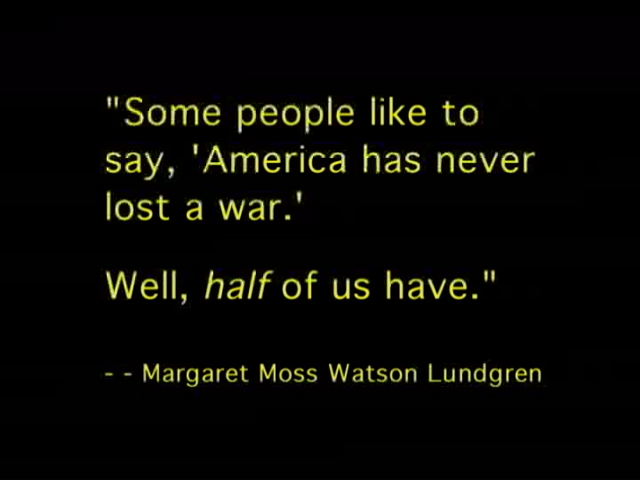 "Some people like to
say, 'America has never
lost a war.'
Well, half of us have."
- - Margaret Moss Watson Lundgren